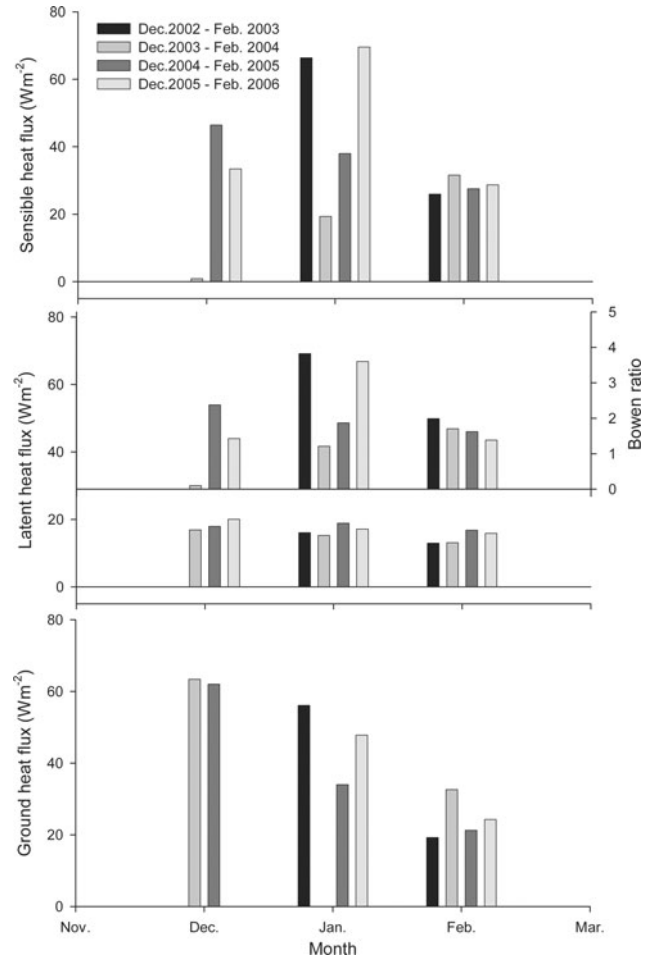 Dec.2002 - Feb. 2003
Dec.2003 - Feb. 2004
Dec.2004 - Feb. 2005
Dec.2005 - Feb. 2006
Sensible heat flux (Wm-2)
80
60
40
20
0
Latent heat flux (Wm-2)
80
60
40
20
0
5
4
3
2
1
0
Bowen ratio
Ground heat flux (Wm-2)
80
60
40
20
0
Nov. Dec. Jan. Feb. Mar.
Month